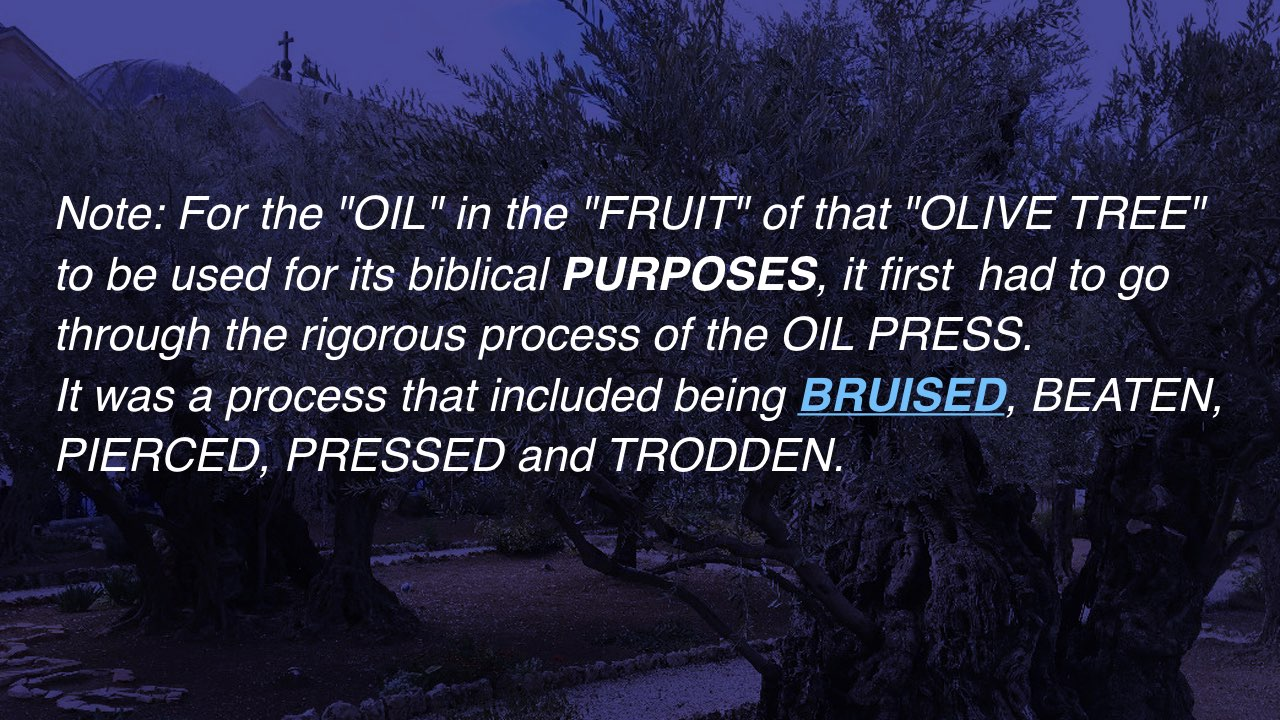 Note: For the "OIL" in the "FRUIT" of that "OLIVE TREE"
to be used for its biblical PURPOSES, it first  had to go
through the rigorous process of the OIL PRESS.
It was a process that included being BRUISED, BEATEN,
PIERCED, PRESSED and TRODDEN.